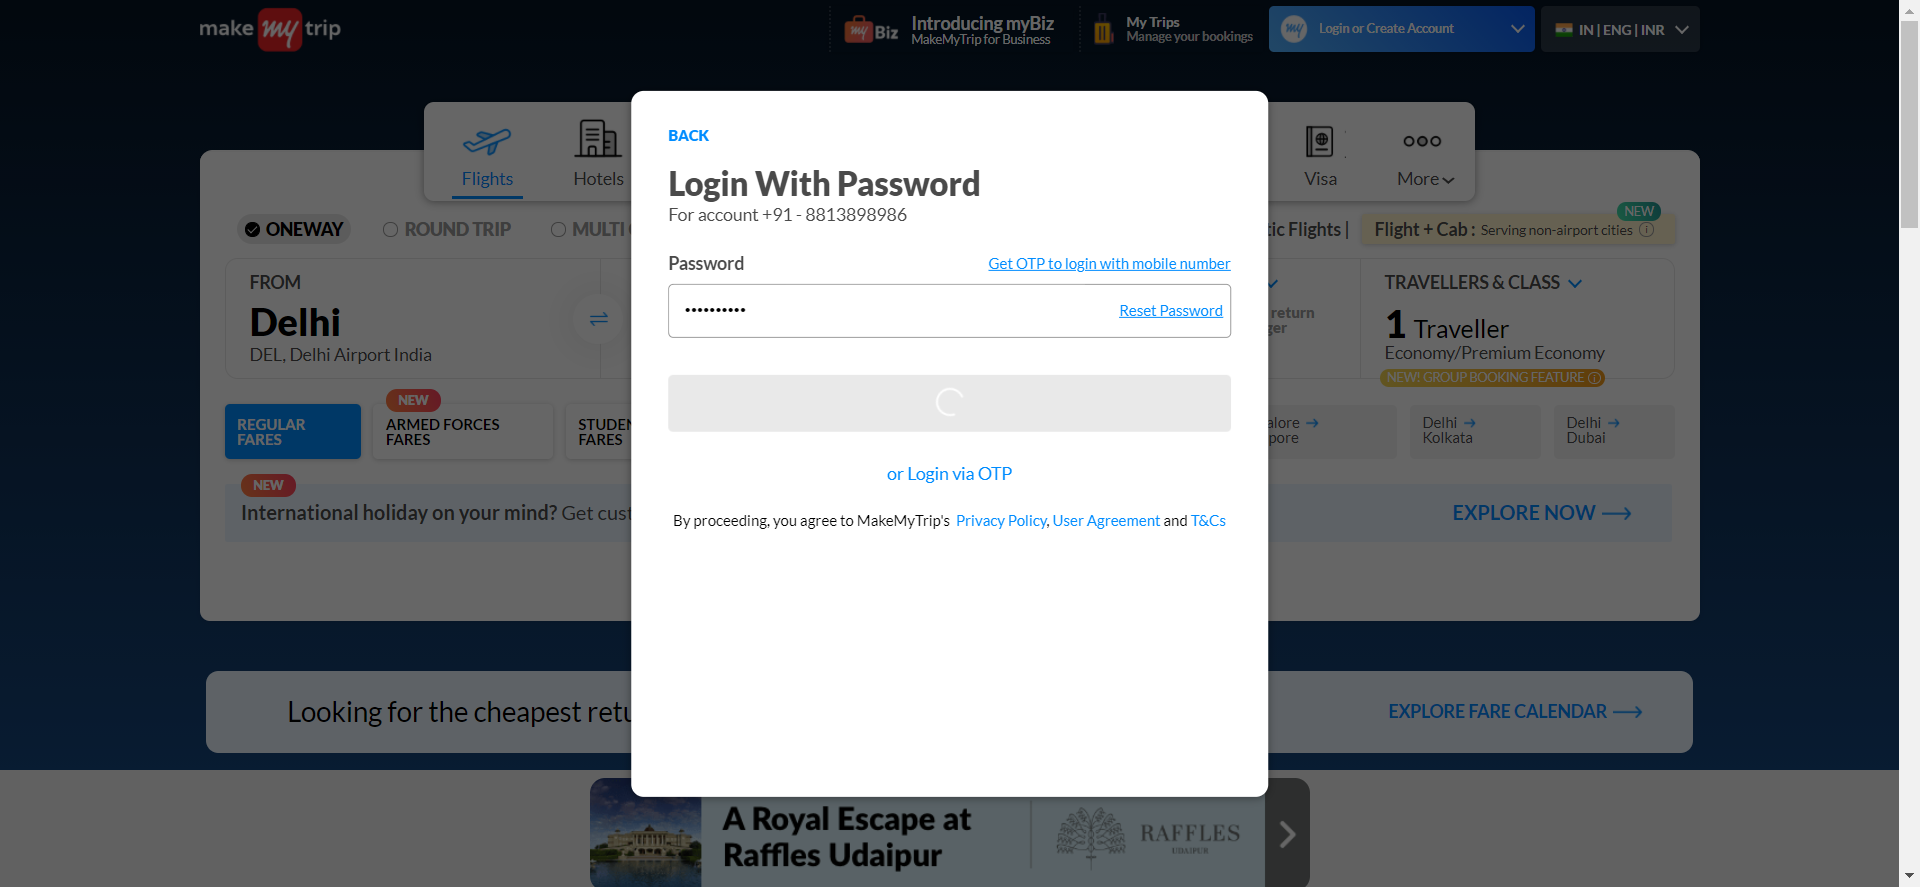 make my trip
my Biz
Introducing myBiz
MakeMyTrip for Business
My Trips
Manage your bookings
my
Login or Create Account
IN | ENG | INR
Flights
Hotels
Visa
More
ONEWAY
ROUND TRIP
MULTI
tic Flights |
NEW
Flight + Cab : Serving non-airport cities
FROM
Delhi
DEL, Delhi Airport India
return
ger
TRAVELLERS & CLASS
1 Traveller
Economy/Premium Economy
NEW! GROUP BOOKING FEATURE
REGULAR
FARES
NEW
ARMED FORCES
FARES
STUDEN
FARES
alore
pore
Delhi
Kolkata
Delhi
Dubai
NEW
International holiday on your mind? Get cust
EXPLORE NOW
BACK
Login With Password
For account +91 - 8813898986
Password
Get OTP to login with mobile number
••••••••••
Reset Password
or Login via OTP
By proceeding, you agree to MakeMyTrip's Privacy Policy, User Agreement and T&Cs
Looking for the cheapest retu
EXPLORE FARE CALENDAR
A Royal Escape at
Raffles Udaipur
RAFFLES
UDAIPUR